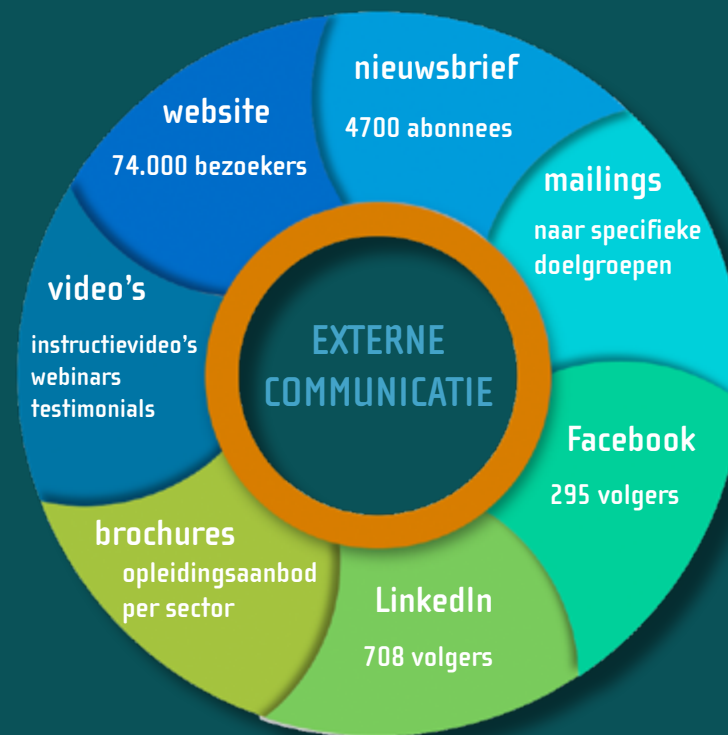 nieuwsbrief
4700 abonnees
website
74.000 bezoekers
mailings
naar specifieke
doelgroepen
video's
instructievideo's
webinars
testimonials
EXTERNE
COMMUNICATIE
Facebook
295 volgers
brochures
opleidingsaanbod
per sector
LinkedIn
708 volgers